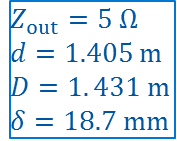 Z_out = 5 Ω
d = 1.405 m
D = 1.431 m
δ = 18.7 mm